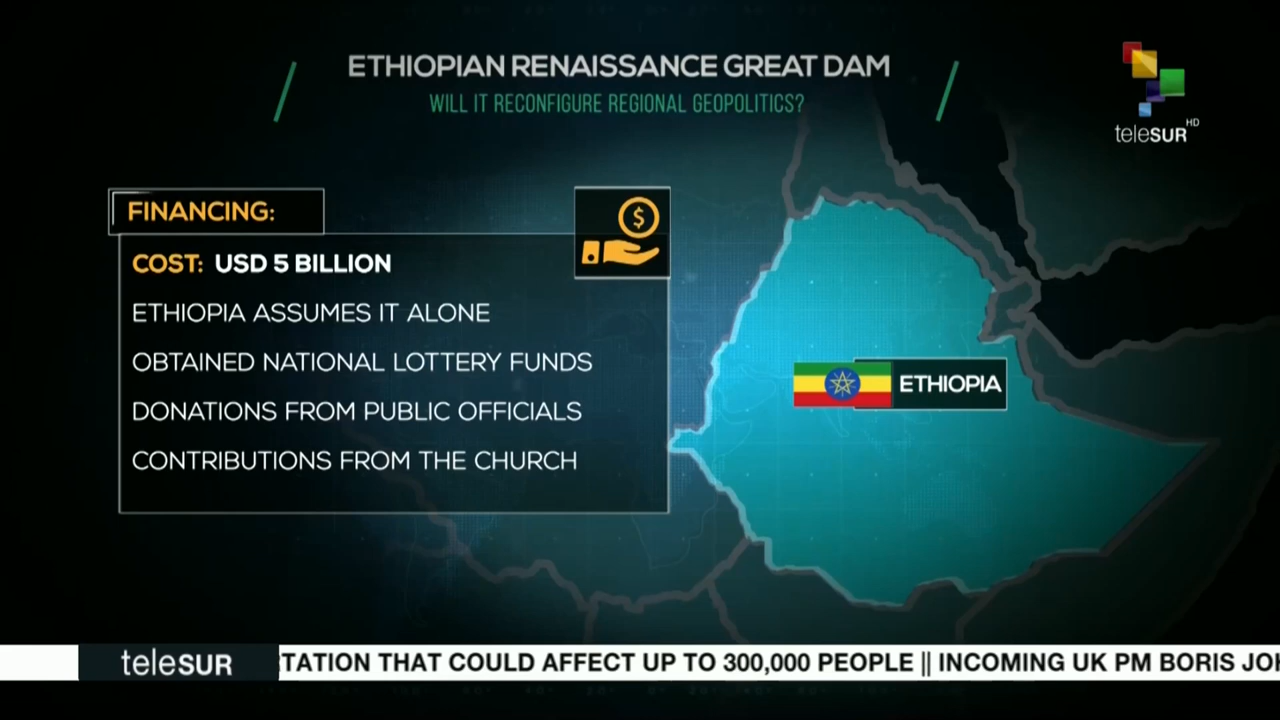 ETHIOPIAN RENAISSANCE GREAT DAM
WILL IT RECONFIGURE REGIONAL GEOPOLITICS?
teleSUR HD
FINANCING:
$
COST: USD 5 BILLION
ETHIOPIA ASSUMES IT ALONE
OBTAINED NATIONAL LOTTERY FUNDS
DONATIONS FROM PUBLIC OFFICIALS
CONTRIBUTIONS FROM THE CHURCH
ETHIOPIA
teleSUR
TATION THAT COULD AFFECT UP TO 300,000 PEOPLE || INCOMING UK PM BORIS JO